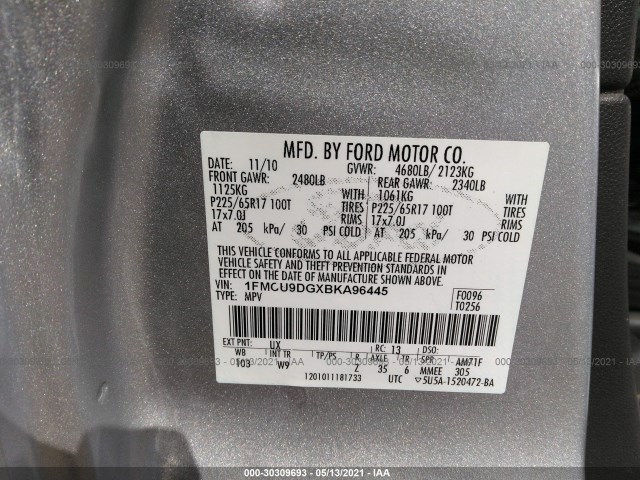 MFD. BY FORD MOTOR CO.
DATE: 11/10 GVWR: 4680LB/ 2123KG
FRONT GAWR: 2480LB REAR GAWR: 2340LB
1125KG WITH 1061KG WITH
P225/65R17 100T TIRES P225/65R17 100T TIRES
17x7.0J RIMS 17x7.0J RIMS
AT 205 kPa/ 30 PSI COLD AT 205 kPa/ 30 PSI COLD
THIS VEHICLE CONFORMS TO ALL APPLICABLE FEDERAL MOTOR
VEHICLE SAFETY AND THEFT PREVENTION STANDARDS IN
EFFECT ON THE DATE OF MANUFACTURE SHOWN ABOVE.
VIN: 1FMCU9DGXBKA96445 F0096
TYPE: MPV T0256
EXT PNT: UX RC: 13 DSO:
WB INT TR TP/PS R AXLE TR SPR AM71F
103 W9 Z 35 6 MMEE 305
1201011181733 UTC ▽5U5A-1520472-BA
000-30309693 05/13/2021 - IAA